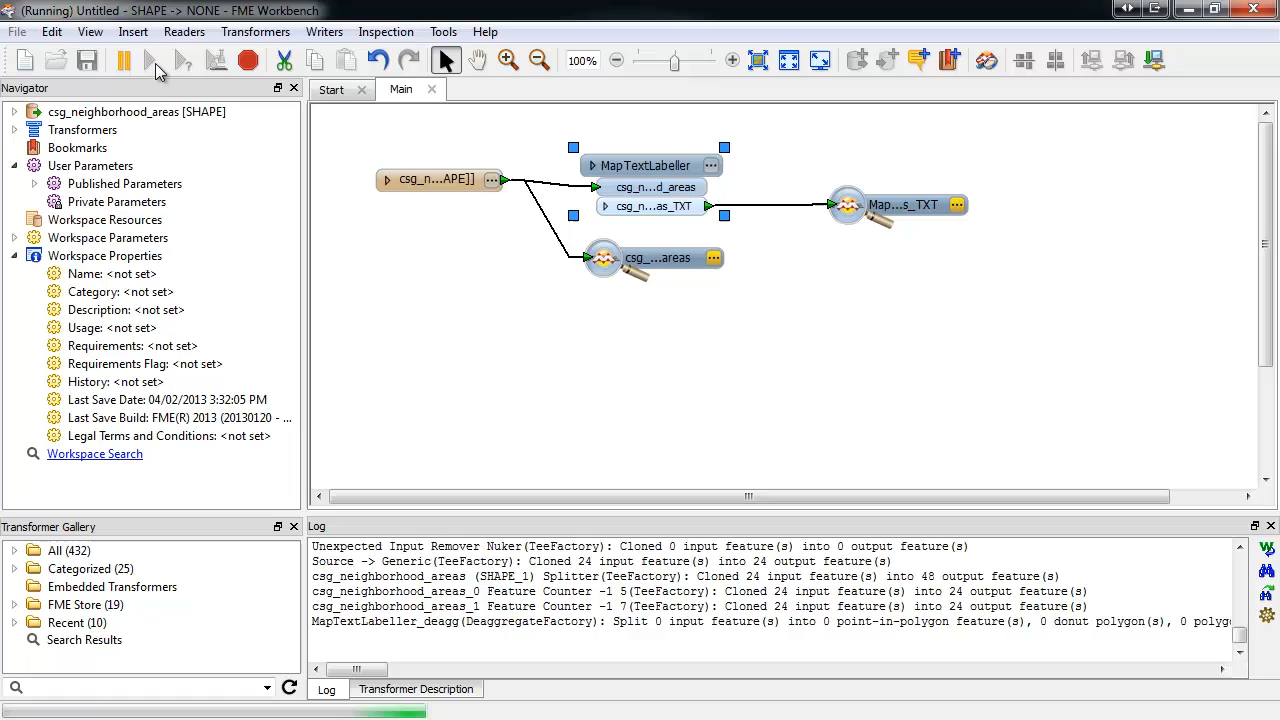 (Running) Untitled - SHAPE -> NONE - FME Workbench
File Edit View Insert Readers Transformers Writers Inspection Tools Help
100%
Navigator
csg_neighborhood_areas [SHAPE]
Transformers
Bookmarks
User Parameters
Published Parameters
Private Parameters
Workspace Resources
Workspace Parameters
Workspace Properties
Name: <not set>
Category: <not set>
Description: <not set>
Usage: <not set>
Requirements: <not set>
Requirements Flag: <not set>
History: <not set>
Last Save Date: 04/02/2013 3:32:05 PM
Last Save Build: FME(R) 2013 (20130120 - ...
Legal Terms and Conditions: <not set>
Workspace Search
Start Main
csg_n...APE]]
MapTextLabeller
csg_n...d_areas
csg_n...as_TXT
Map...s_TXT
csg_...areas
Transformer Gallery
All (432)
Categorized (25)
Embedded Transformers
FME Store (19)
Recent (10)
Search Results
Log
Unexpected Input Remover Nuker(TeeFactory): Cloned 0 input feature(s) into 0 output feature(s)
Source -> Generic(TeeFactory): Cloned 24 input feature(s) into 24 output feature(s)
csg_neighborhood_areas (SHAPE_1) Splitter(TeeFactory): Cloned 24 input feature(s) into 48 output feature(s)
csg_neighborhood_areas_0 Feature Counter -1 5(TeeFactory): Cloned 24 input feature(s) into 24 output feature(s)
csg_neighborhood_areas_1 Feature Counter -1 7(TeeFactory): Cloned 24 input feature(s) into 24 output feature(s)
MapTextLabeller_deagg(DeaggregateFactory): Split 0 input feature(s) into 0 point-in-polygon feature(s), 0 donut polygon(s), 0 polyg
Log Transformer Description